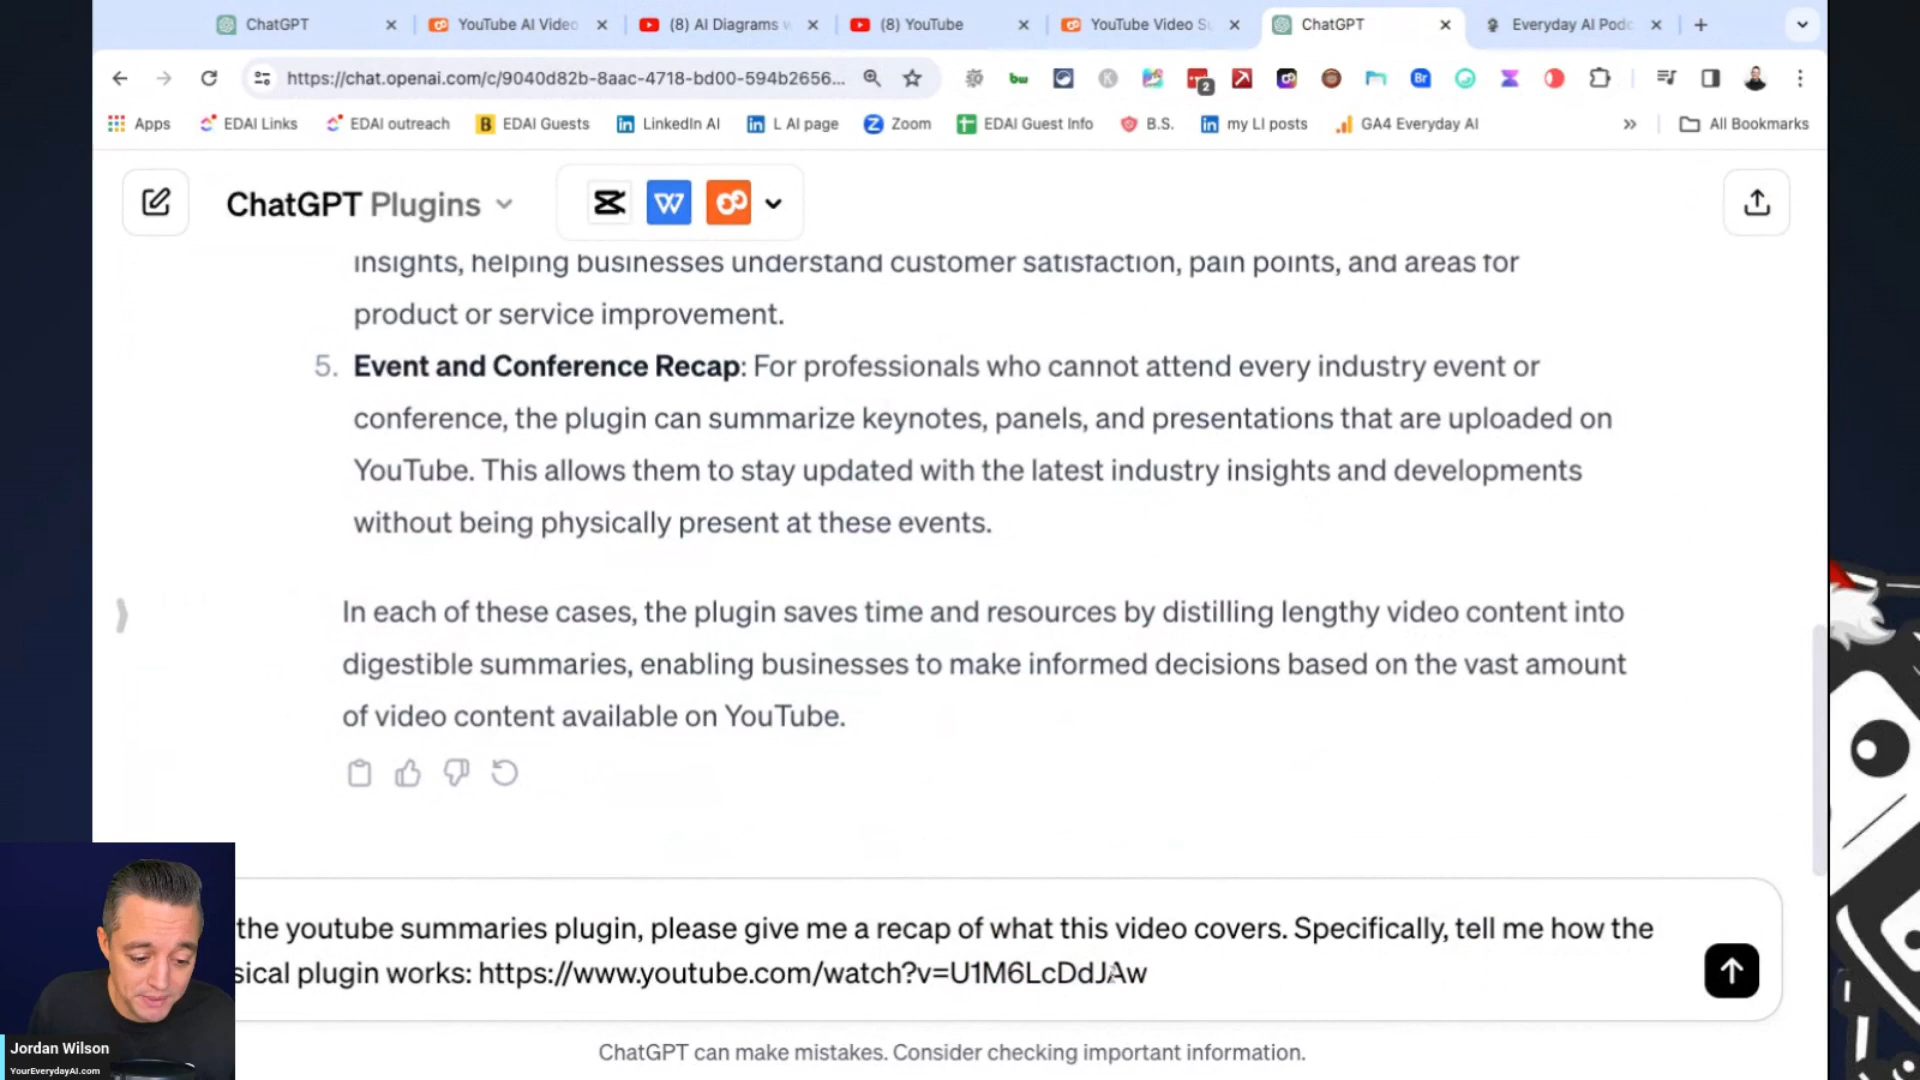 ChatGPT
YouTube AI Video
(8) AI Diagrams w
(8) YouTube
YouTube Video Su
ChatGPT
Everyday AI Podc
https://chat.openai.com/c/9040d82b-8aac-4718-bd00-594b2656...
bw
K
2
Br
Apps
EDAI Links
EDAI outreach
B EDAI Guests
in LinkedIn AI
in L AI page
Z Zoom
EDAI Guest Info
B.S.
in my LI posts
GA4 Everyday AI
»
All Bookmarks
ChatGPT Plugins
W
insights, helping businesses understand customer satisfaction, pain points, and areas for
product or service improvement.
5. Event and Conference Recap: For professionals who cannot attend every industry event or
conference, the plugin can summarize keynotes, panels, and presentations that are uploaded on
YouTube. This allows them to stay updated with the latest industry insights and developments
without being physically present at these events.
In each of these cases, the plugin saves time and resources by distilling lengthy video content into
digestible summaries, enabling businesses to make informed decisions based on the vast amount
of video content available on YouTube.
the youtube summaries plugin, please give me a recap of what this video covers. Specifically, tell me how the
sical plugin works: https://www.youtube.com/watch?v=U1M6LcDdJAw
ChatGPT can make mistakes. Consider checking important information.
Jordan Wilson
YourEverydayAI.com